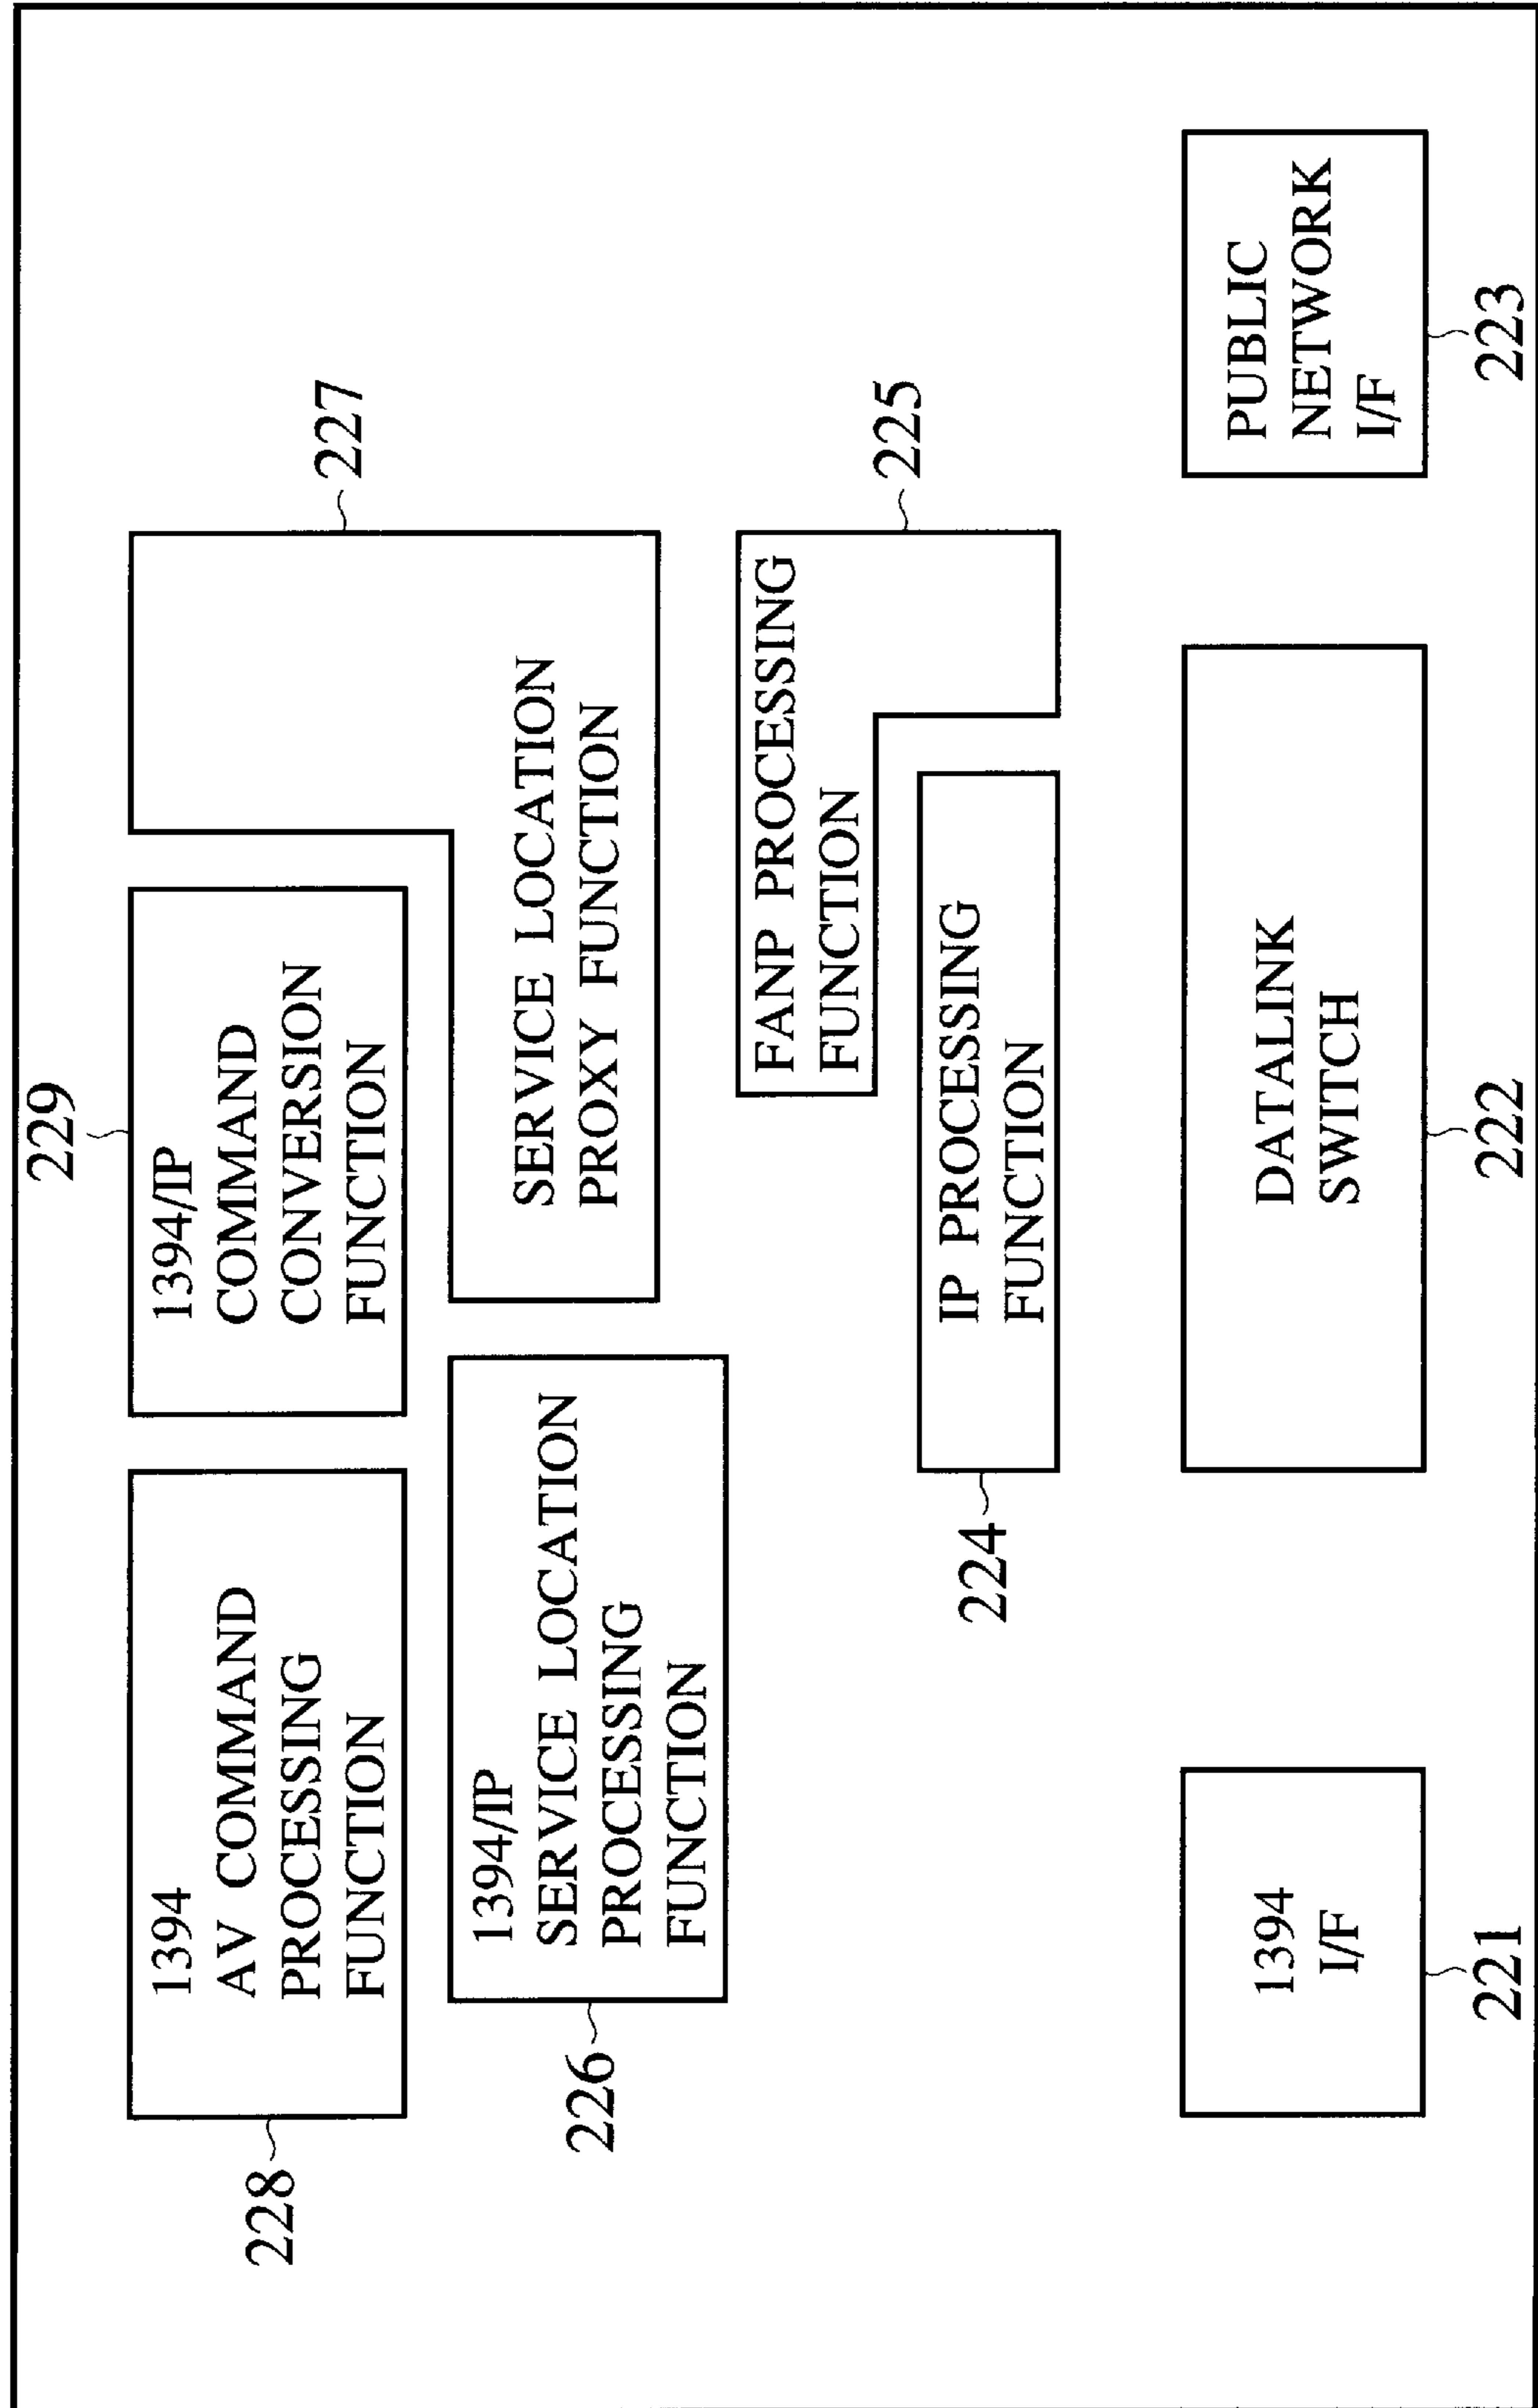 229
1394
AV COMMAND
PROCESSING
FUNCTION
228
1394/IP
COMMAND
CONVERSION
FUNCTION
227
1394/IP
SERVICE LOCATION
PROCESSING
FUNCTION
226
SERVICE LOCATION
PROXY FUNCTION
FANP PROCESSING
FUNCTION
225
IP PROCESSING
FUNCTION
224
1394
I/F
221
DATALINK
SWITCH
222
PUBLIC
NETWORK
I/F
223